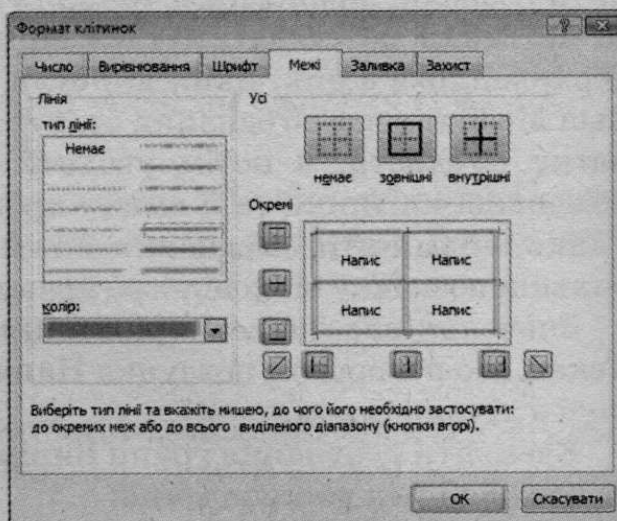 Формат клітинок
Число Вирівнювання Шрифт Межі Заливка Захист
Лінія
тип лінії:
Немає
колір:
Усі
немає зовнішні внутрішні
Окремі
Напис Напис
Напис Напис
Виберіть тип лінії та вкажіть мишею, до чого його необхідно застосувати:
до окремих меж або до всього виділеного діапазону (кнопки вгорі).
ОК Скасувати